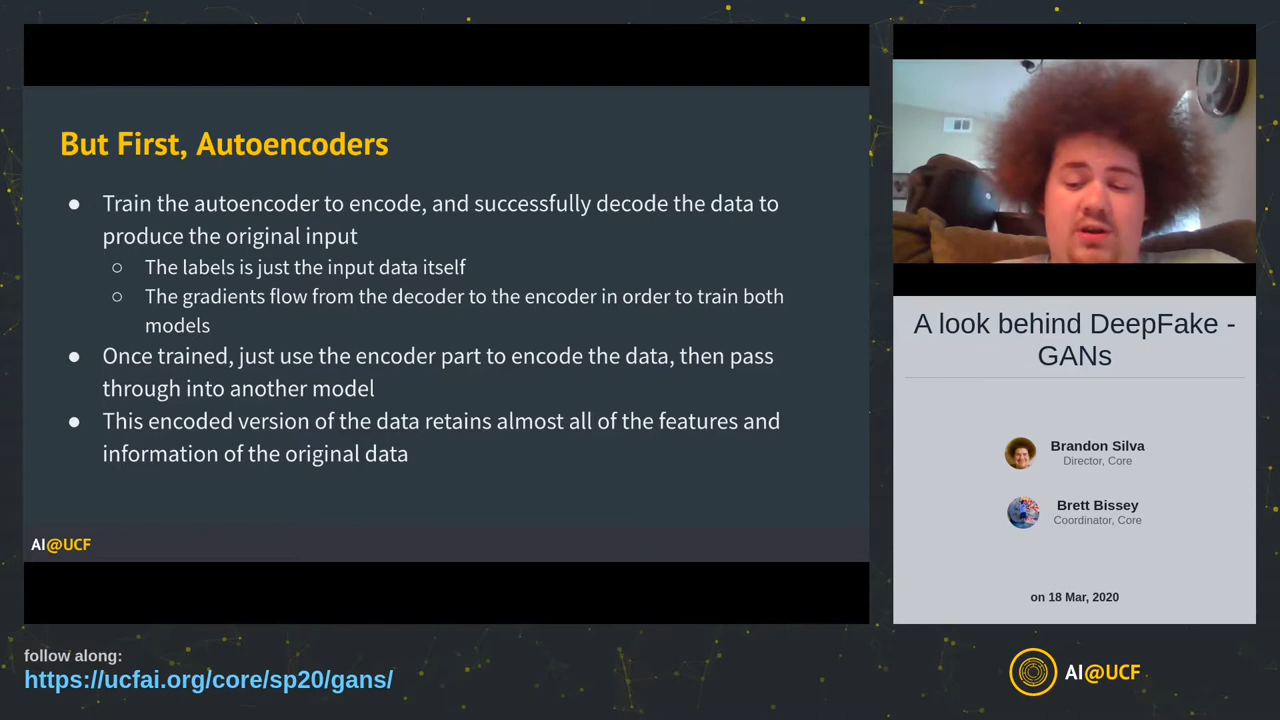 But First, Autoencoders
● Train the autoencoder to encode, and successfully decode the data to
produce the original input
○ The labels is just the input data itself
○ The gradients flow from the decoder to the encoder in order to train both
models
● Once trained, just use the encoder part to encode the data, then pass
through into another model
● This encoded version of the data retains almost all of the features and
information of the original data
AI@UCF
A look behind DeepFake -
GANs
Brandon Silva
Director, Core
Brett Bissey
Coordinator, Core
on 18 Mar, 2020
follow along:
https://ucfai.org/core/sp20/gans/
AI@UCF